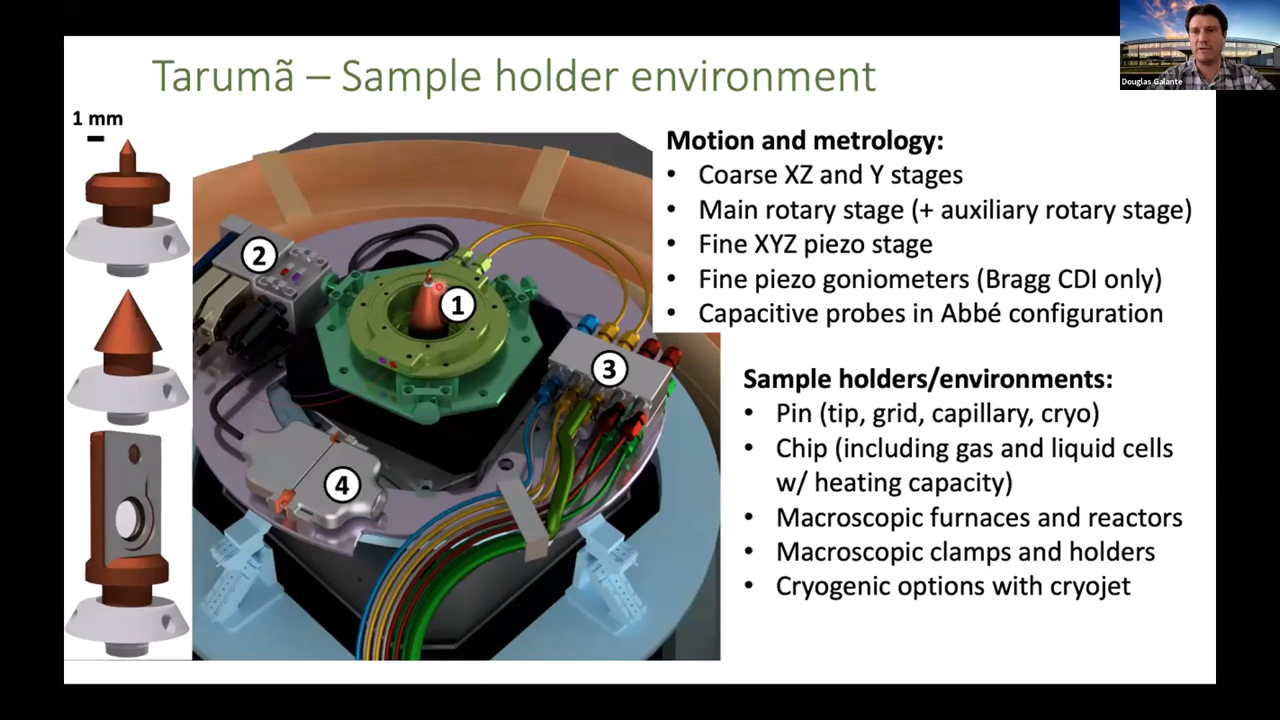 Tarumã – Sample holder environment
Douglas Galante
1 mm
1
2
3
4
Motion and metrology:
• Coarse XZ and Y stages
• Main rotary stage (+ auxiliary rotary stage)
• Fine XYZ piezo stage
• Fine piezo goniometers (Bragg CDI only)
• Capacitive probes in Abbé configuration
Sample holders/environments:
• Pin (tip, grid, capillary, cryo)
• Chip (including gas and liquid cells
w/ heating capacity)
• Macroscopic furnaces and reactors
• Macroscopic clamps and holders
• Cryogenic options with cryojet